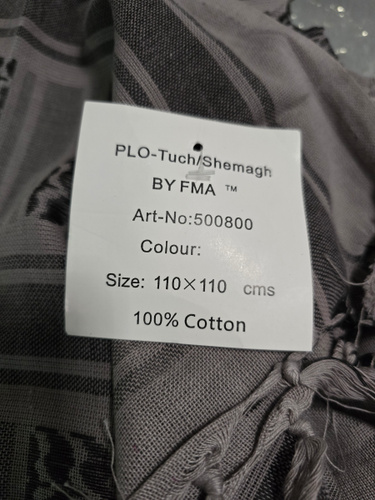 PLO-Tuch/Shemagh
BY FMA ™
Art-No:500800
Colour:
Size: 110×110 cms
100% Cotton